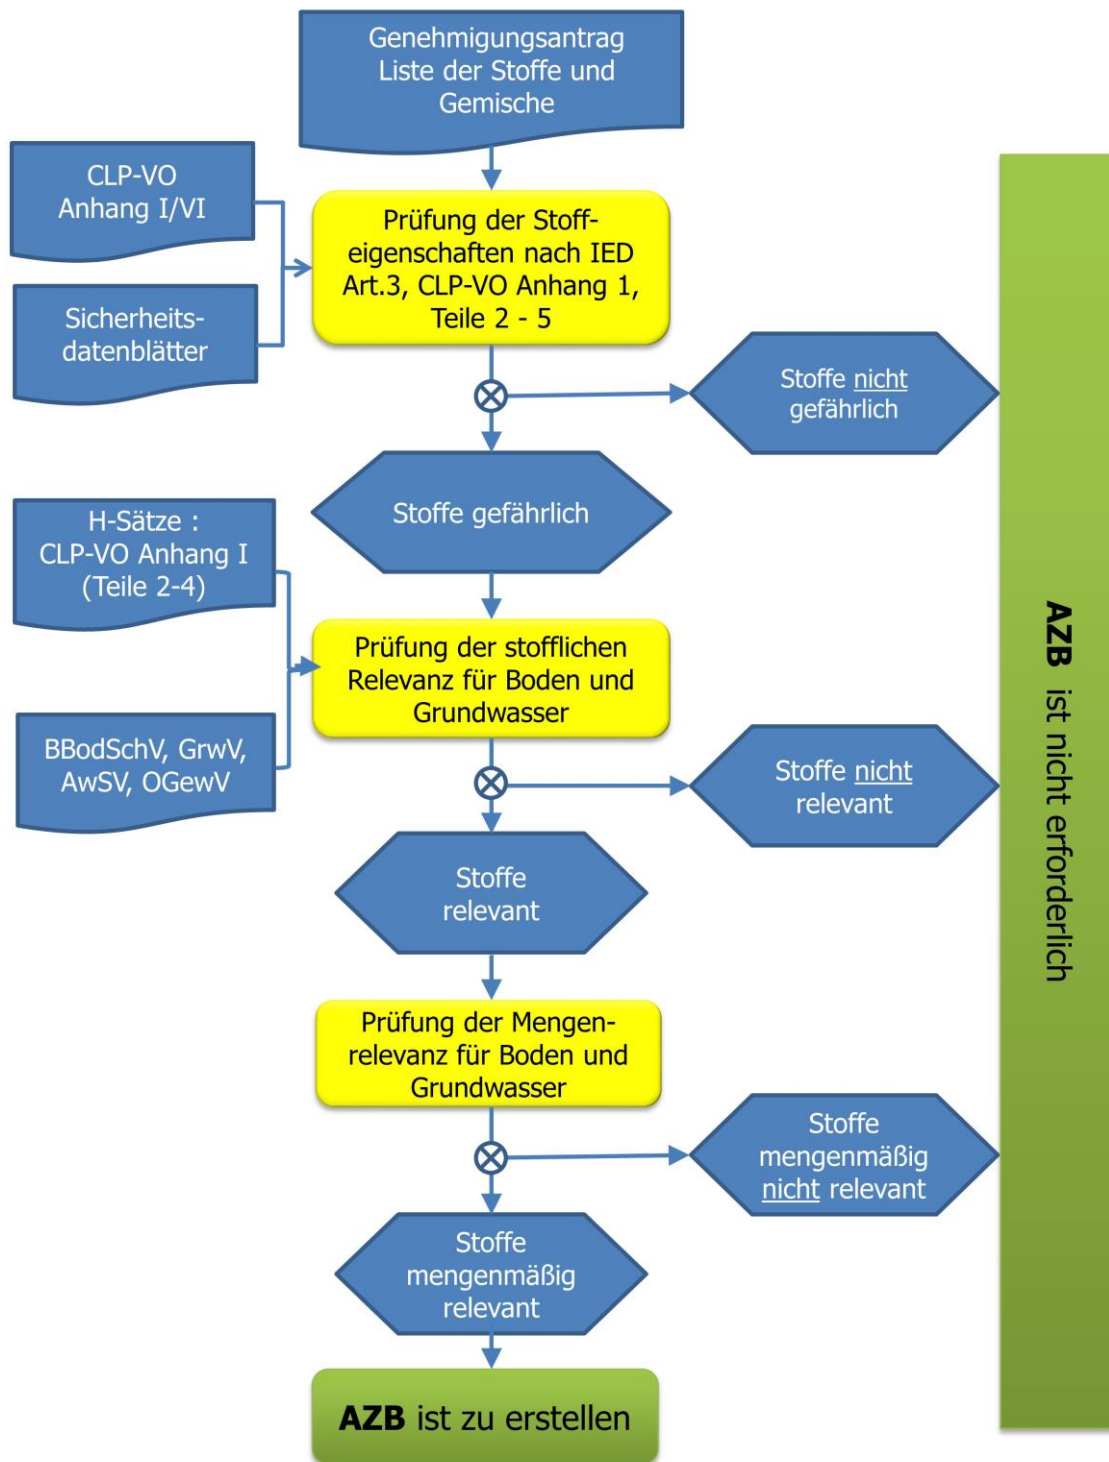 Genehmigungsantrag
Liste der Stoffe und
Gemische
CLP-VO
Anhang I/VI
Sicherheits-
datenblätter
Prüfung der Stoff-
eigenschaften nach IED
Art.3, CLP-VO Anhang 1,
Teile 2 - 5
Stoffe nicht
gefährlich
Stoffe gefährlich
H-Sätze :
CLP-VO Anhang I
(Teile 2-4)
BBodSchV, GrwV,
AwSV, OGewV
Prüfung der stofflichen
Relevanz für Boden und
Grundwasser
Stoffe nicht
relevant
Stoffe
relevant
Prüfung der Mengen-
relevanz für Boden und
Grundwasser
Stoffe
mengenmäßig
nicht relevant
Stoffe
mengenmäßig
relevant
AZB ist zu erstellen
AZB ist nicht erforderlich